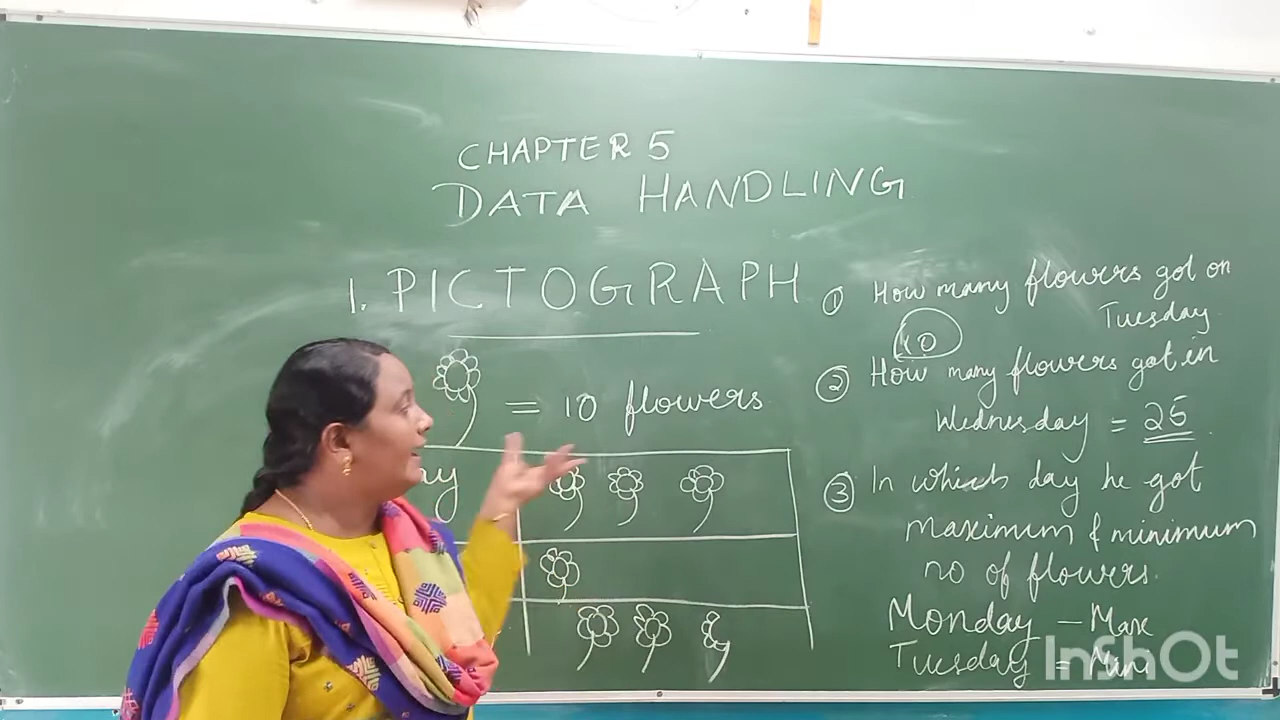 CHAPTER 5
DATA HANDLING
1. PICTOGRAPH
= 10 flowers
ay
① How many flowers got on
Tuesday
10
② How many flowers got in
Wednesday = 25
③ In which day he got
maximum & minimum
no of flowers.
Monday – Max
Tuesday =
InShOt